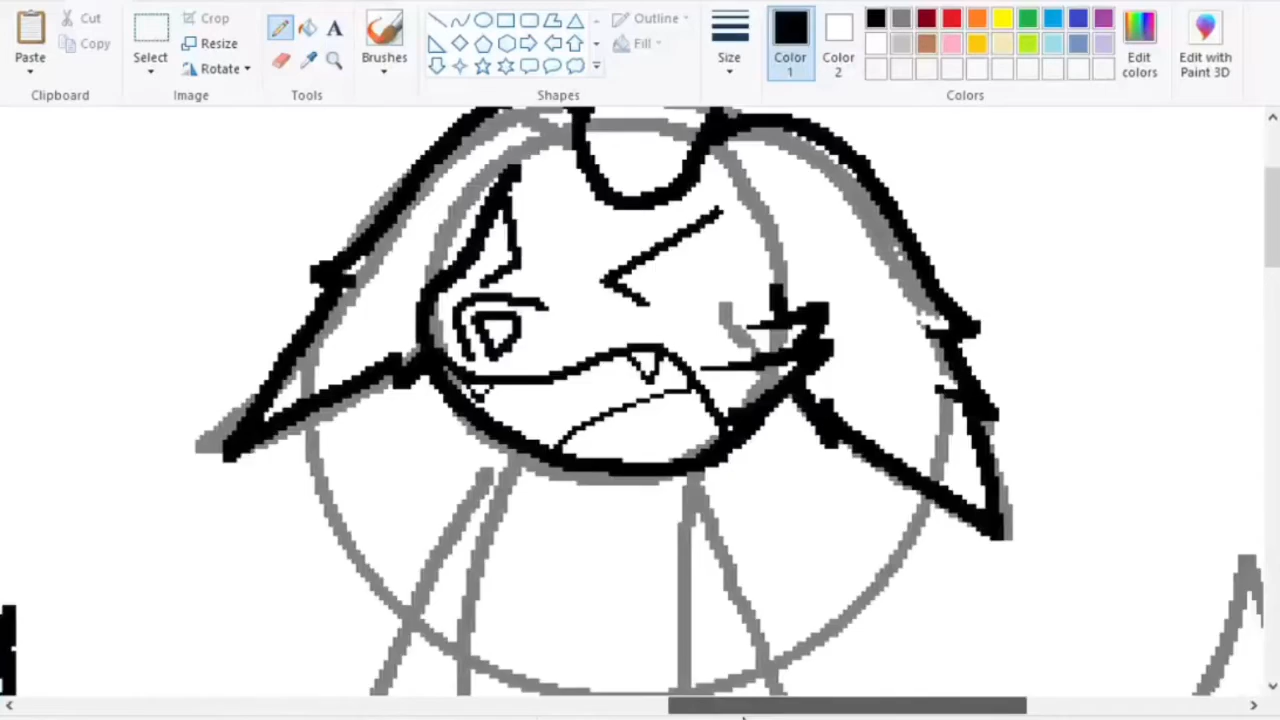 Paste
Cut
Copy
Clipboard
Select
Crop
Resize
Rotate
Image
A
Tools
Brushes
Outline
Fill
Shapes
Size
Color 1
Color 2
Edit colors
Colors
Edit with Paint 3D